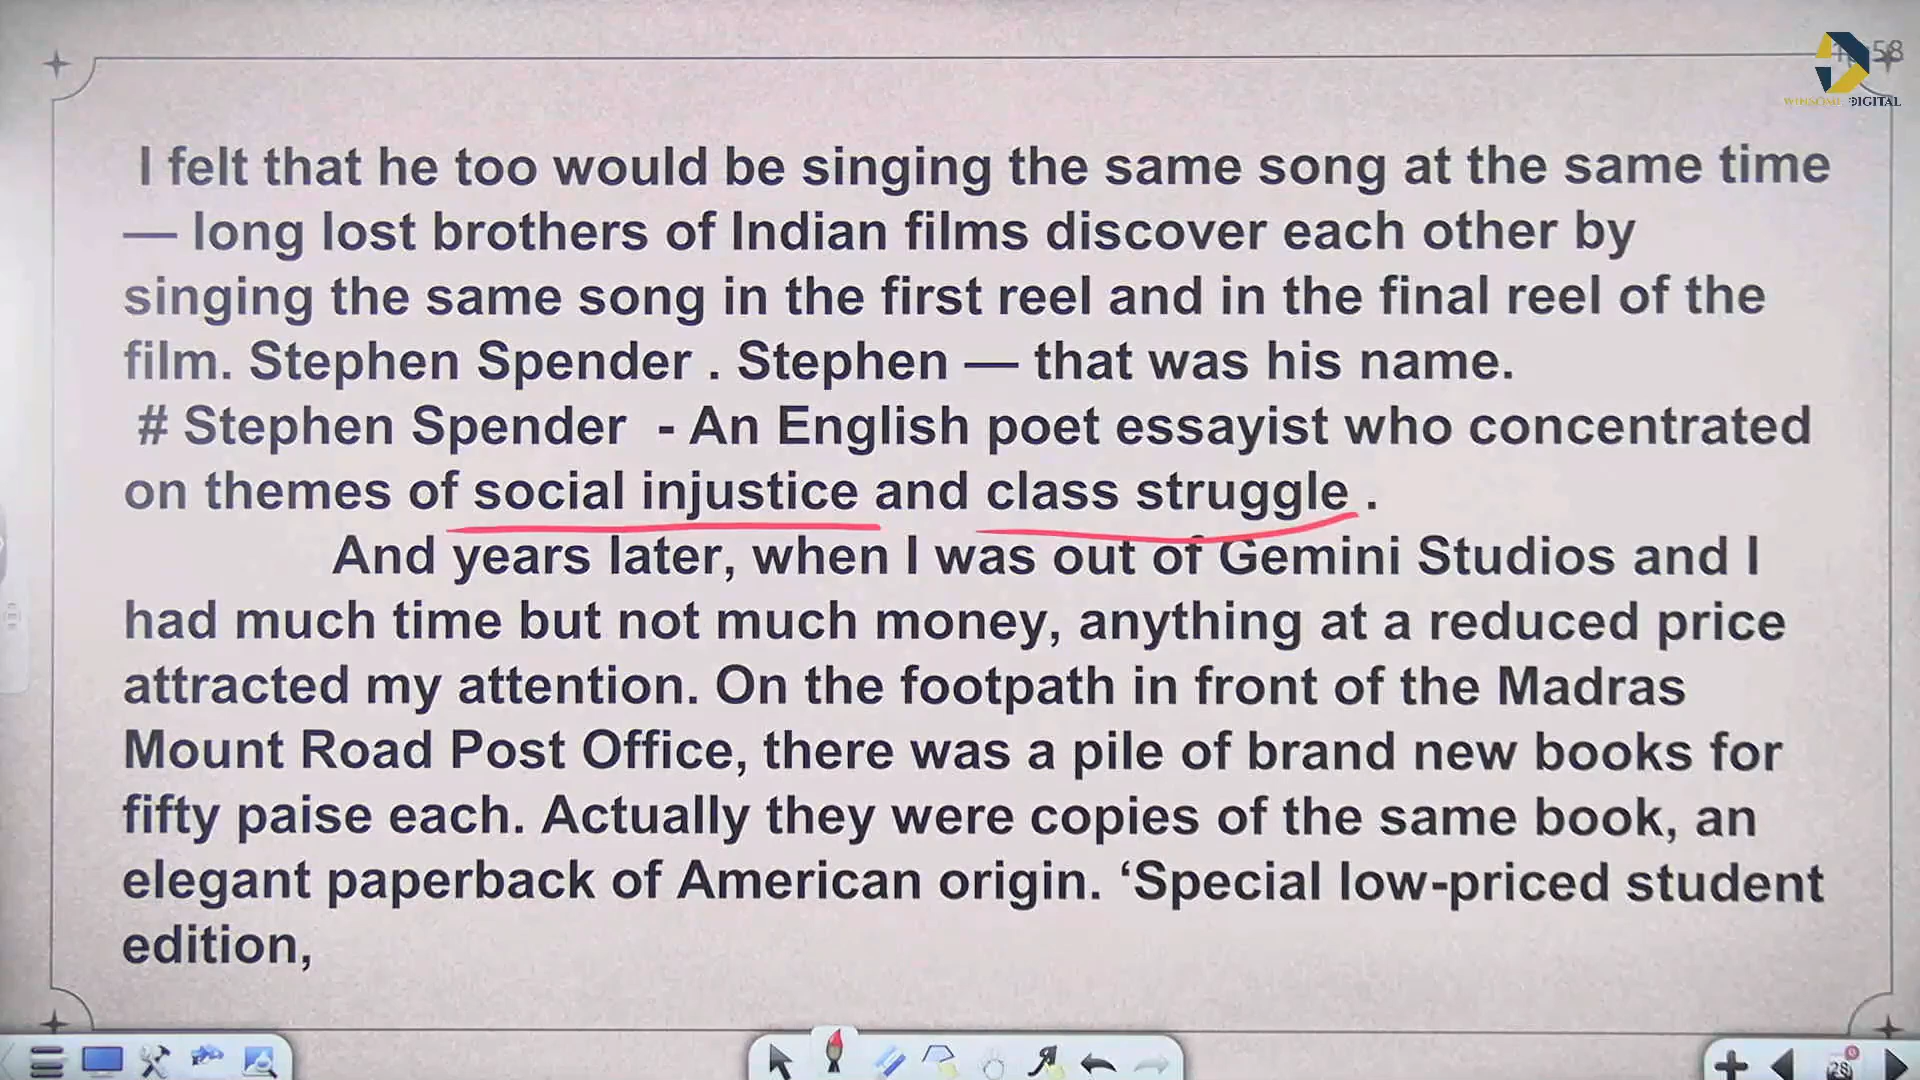 58
WINSOME DIGITAL
I felt that he too would be singing the same song at the same time
— long lost brothers of Indian films discover each other by
singing the same song in the first reel and in the final reel of the
film. Stephen Spender . Stephen — that was his name.
# Stephen Spender - An English poet essayist who concentrated
on themes of social injustice and class struggle .
And years later, when I was out of Gemini Studios and I
had much time but not much money, anything at a reduced price
attracted my attention. On the footpath in front of the Madras
Mount Road Post Office, there was a pile of brand new books for
fifty paise each. Actually they were copies of the same book, an
elegant paperback of American origin. ‘Special low-priced student
edition,
28